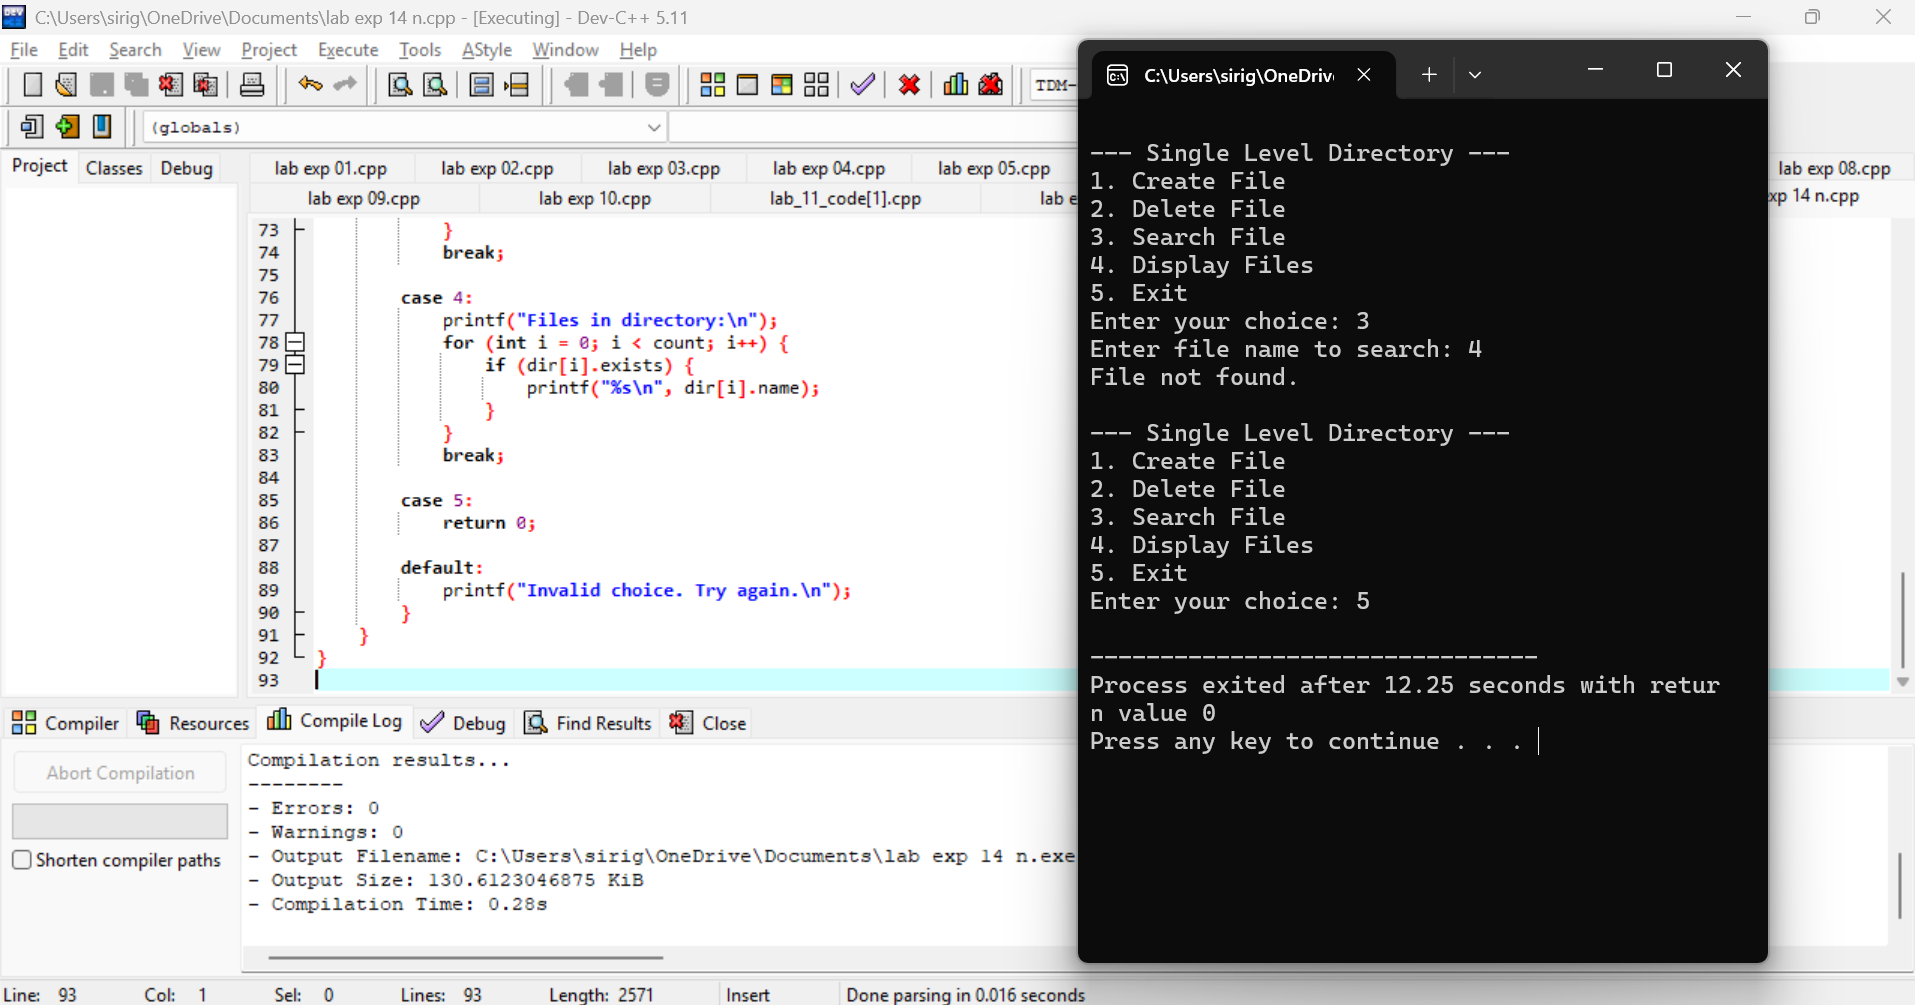 C:\Users\sirig\OneDrive\Documents\lab exp 14 n.cpp - [Executing] - Dev-C++ 5.11
File Edit Search View Project Execute Tools AStyle Window Help
TDM-
(globals)
Project Classes Debug
lab exp 01.cpp lab exp 02.cpp lab exp 03.cpp lab exp 04.cpp lab exp 05.cpp lab exp 08.cpp
lab exp 09.cpp lab exp 10.cpp lab_11_code[1].cpp lab e xp 14 n.cpp
73 }
74 break;
75
76 case 4:
77 printf("Files in directory:\n");
78 for (int i = 0; i < count; i++) {
79 if (dir[i].exists) {
80 printf("%s\n", dir[i].name);
81 }
82 }
83 break;
84
85 case 5:
86 return 0;
87
88 default:
89 printf("Invalid choice. Try again.\n");
90 }
91 }
92 }
93
Compiler Resources Compile Log Debug Find Results Close
Abort Compilation
Shorten compiler paths
Compilation results...
--------
- Errors: 0
- Warnings: 0
- Output Filename: C:\Users\sirig\OneDrive\Documents\lab exp 14 n.exe
- Output Size: 130.6123046875 KiB
- Compilation Time: 0.28s
Line: 93 Col: 1 Sel: 0 Lines: 93 Length: 2571 Insert Done parsing in 0.016 seconds
C:\Users\sirig\OneDriv
--- Single Level Directory ---
1. Create File
2. Delete File
3. Search File
4. Display Files
5. Exit
Enter your choice: 3
Enter file name to search: 4
File not found.
--- Single Level Directory ---
1. Create File
2. Delete File
3. Search File
4. Display Files
5. Exit
Enter your choice: 5
--------------------------------
Process exited after 12.25 seconds with retur
n value 0
Press any key to continue . . .